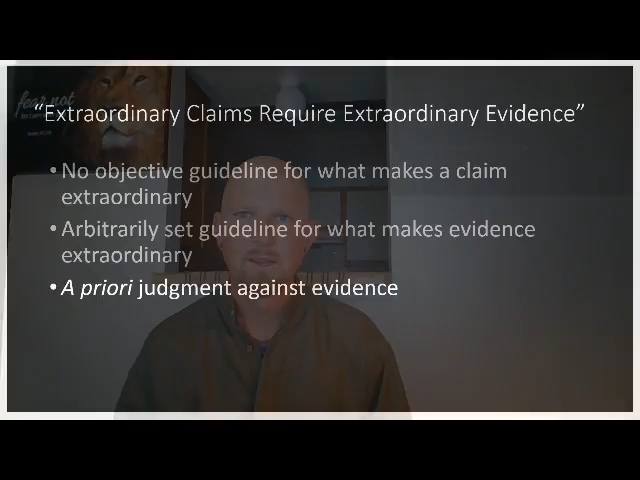 fear not
"Extraordinary Claims Require Extraordinary Evidence"
• No objective guideline for what makes a claim
extraordinary
• Arbitrarily set guideline for what makes evidence
extraordinary
• A priori judgment against evidence